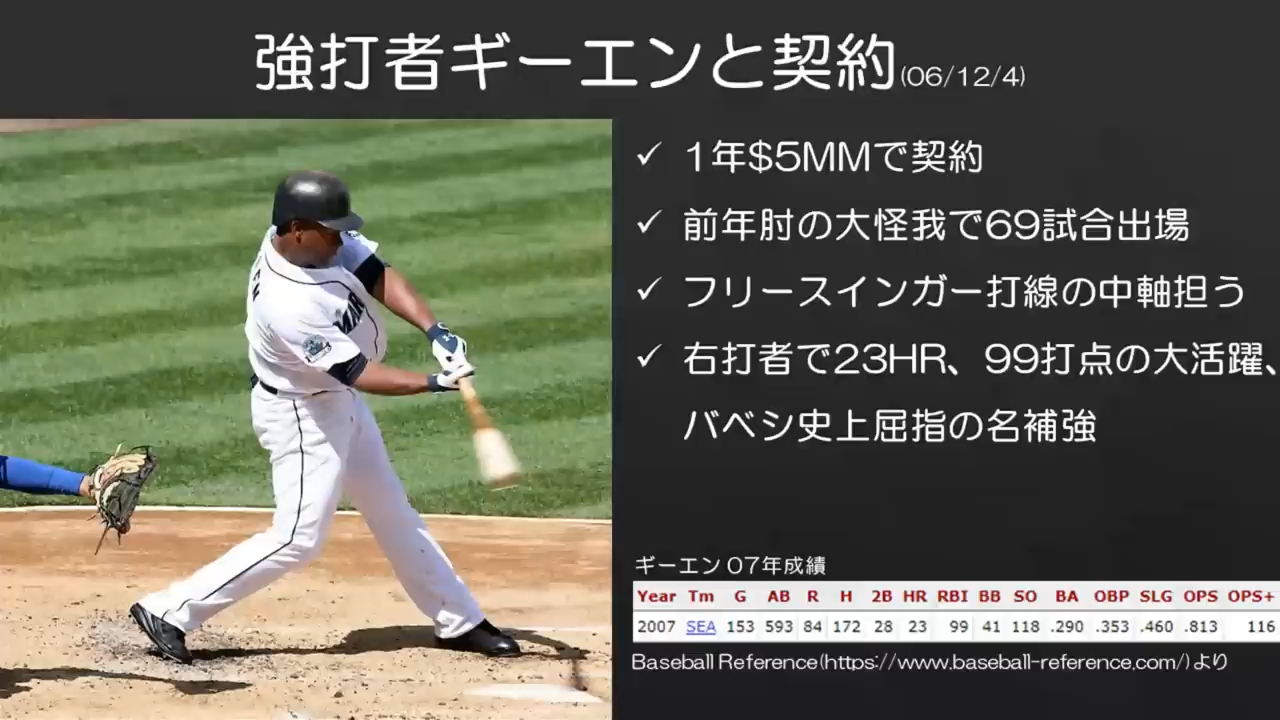 強打者ギーエンと契約(06/12/4)
✓ 1年$5MMで契約
✓ 前年肘の大怪我で69試合出場
✓ フリースインガー打線の中軸担う
✓ 右打者で23HR、99打点の大活躍、
バベシ史上屈指の名補強
ギーエン 07年成績
Year Tm G AB R H 2B HR RBI BB SO BA OBP SLG OPS OPS+
2007 SEA 153 593 84 172 28 23 99 41 118 .290 .353 .460 .813 116
Baseball Reference(https://www.baseball-reference.com/)より